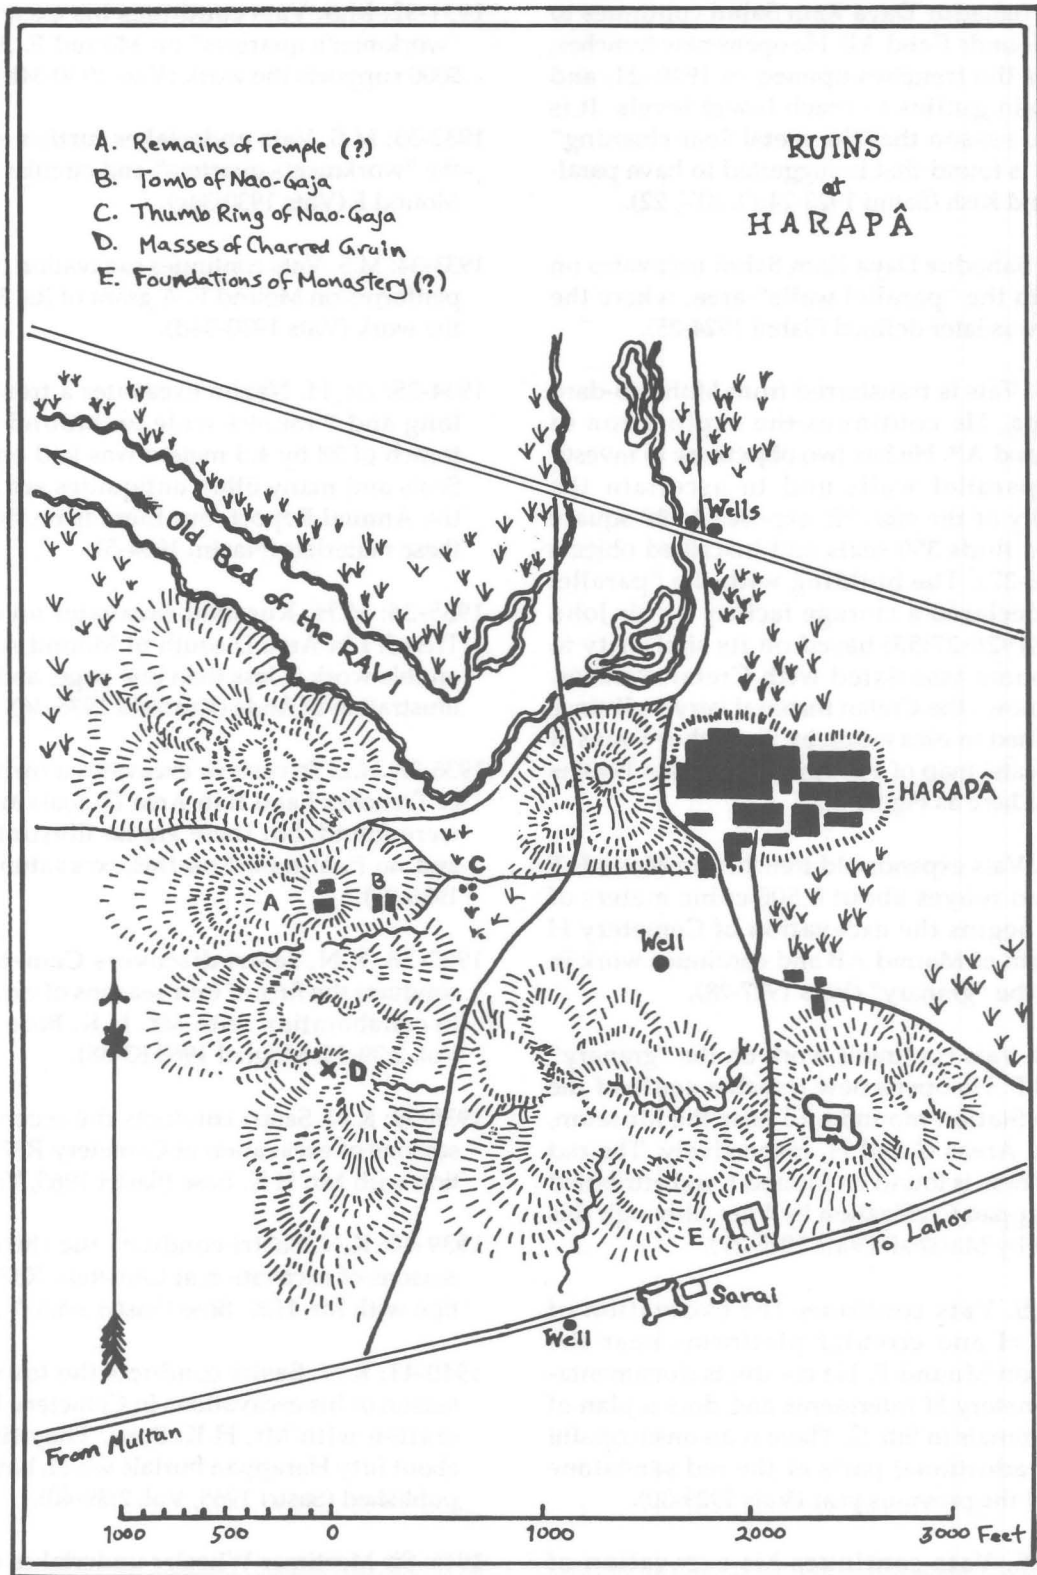 RUINS
at
HARAPÂ
A. Remains of Temple (?)
B. Tomb of Nao-Gaja
C. Thumb Ring of Nao-Gaja
D. Masses of Charred Gruin
E. Foundations of Monastery (?)
Wells
Old Bed of the RAVI
HARAPÂ
C
B
A
Well
X D
E
To Lahor
Sarai
Well
From Multan
1000 500 0 1000 2000 3000 Feet